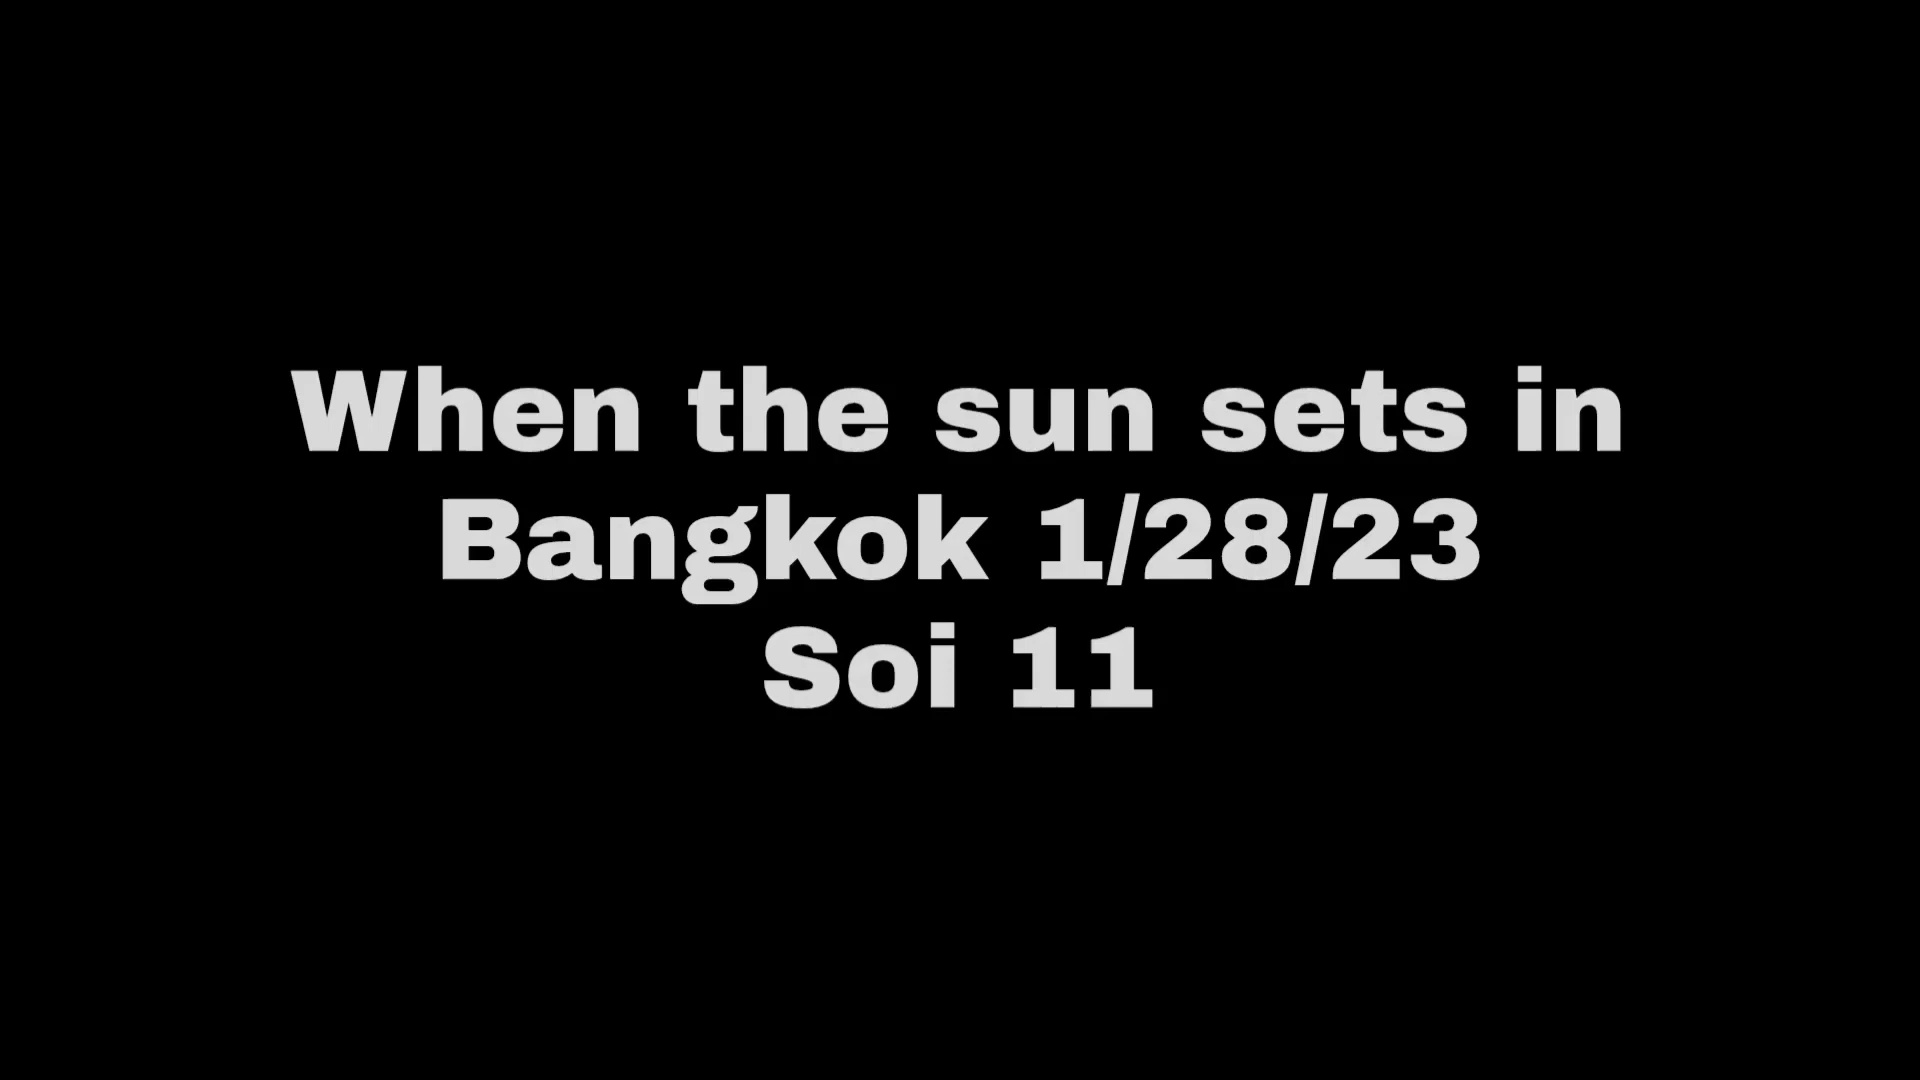 When the sun sets in
Bangkok 1/28/23
Soi 11